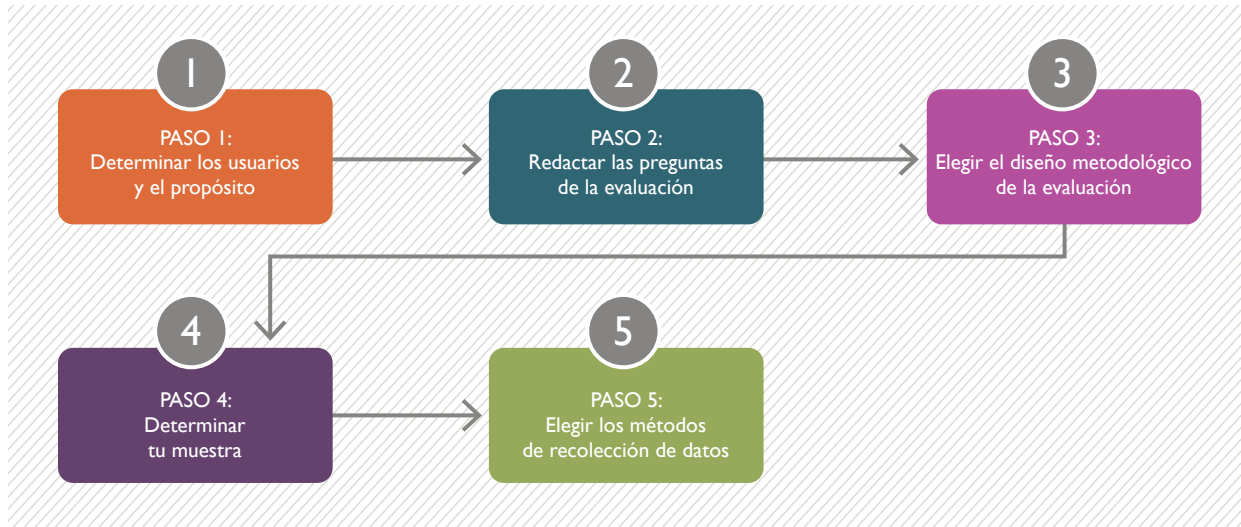 1
PASO 1:
Determinar los usuarios
y el propósito
2
PASO 2:
Redactar las preguntas
de la evaluación
3
PASO 3:
Elegir el diseño metodológico
de la evaluación
4
PASO 4:
Determinar
tu muestra
5
PASO 5:
Elegir los métodos
de recolección de datos